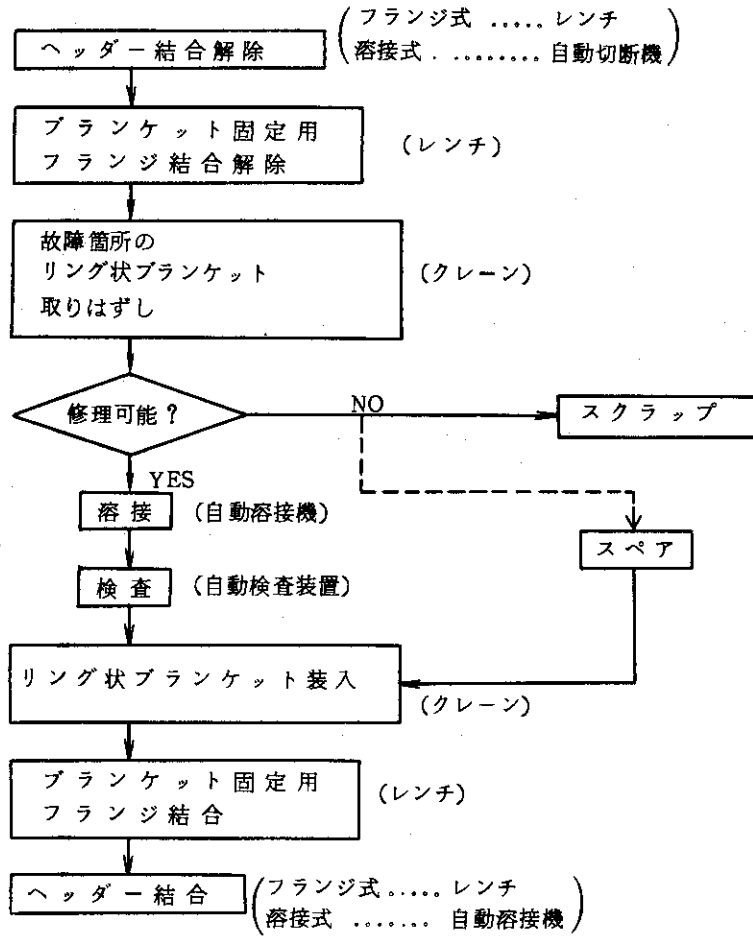 ヘッダー結合解除
フランジ式 ..... レンチ
溶接式 ......... 自動切断機
ブランケット固定用
フランジ結合解除
(レンチ)
故障箇所の
リング状ブランケット
取りはずし
(クレーン)
修理可能?
NO
スクラップ
YES
溶接
(自動溶接機)
スペア
検査
(自動検査装置)
リング状ブランケット装入
(クレーン)
ブランケット固定用
フランジ結合
(レンチ)
ヘッダー結合
フランジ式 ..... レンチ
溶接式 ....... 自動溶接機